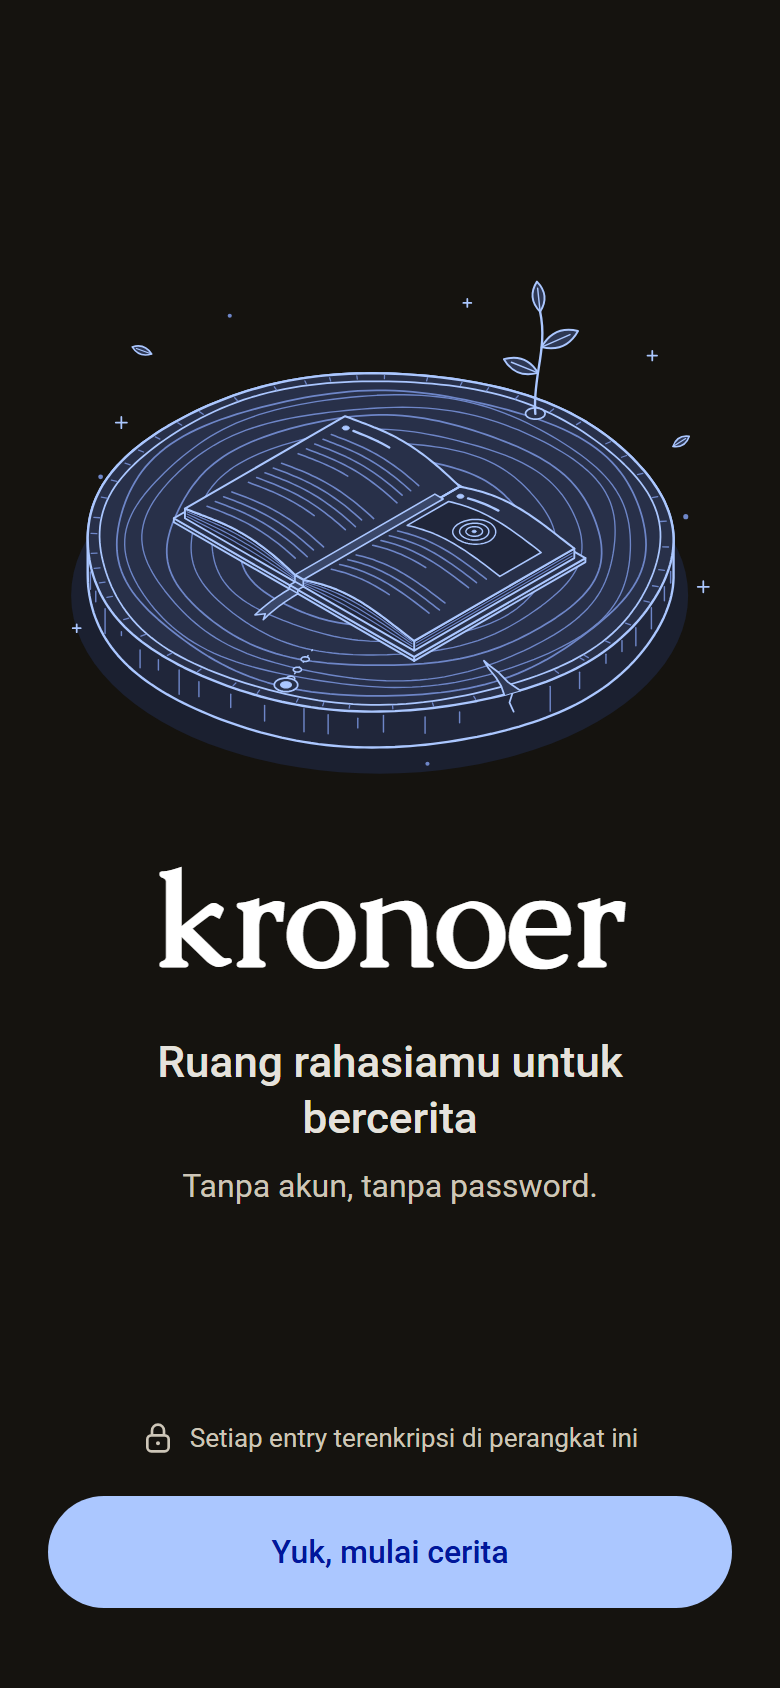 kronoer
Ruang rahasiamu untuk
bercerita
Tanpa akun, tanpa password.
Setiap entry terenkripsi di perangkat ini
Yuk, mulai cerita